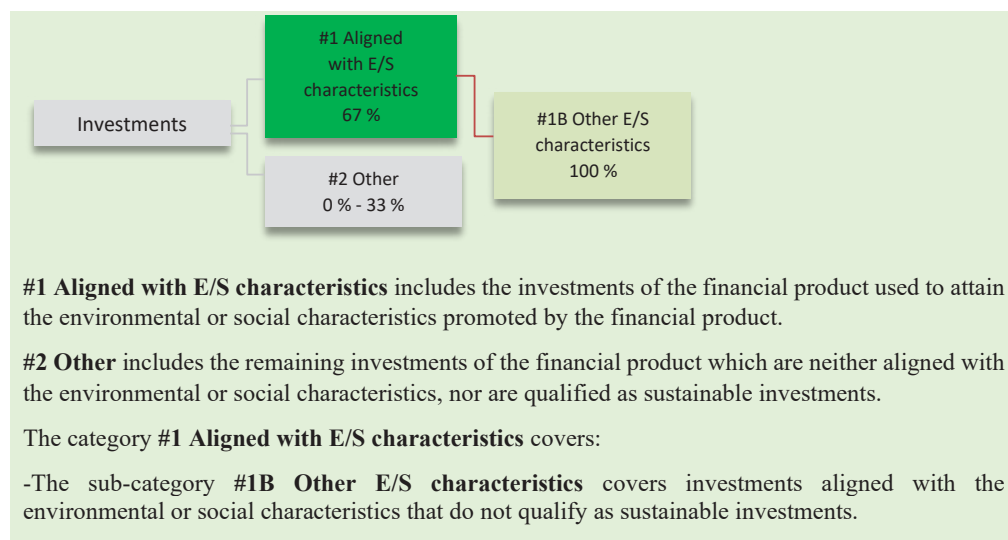 #1 Aligned
with E/S
characteristics
67 %
Investments
#1B Other E/S
characteristics
100 %
#2 Other
0 % - 33 %
#1 Aligned with E/S characteristics includes the investments of the financial product used to attain
the environmental or social characteristics promoted by the financial product.
#2 Other includes the remaining investments of the financial product which are neither aligned with
the environmental or social characteristics, nor are qualified as sustainable investments.
The category #1 Aligned with E/S characteristics covers:
-The sub-category #1B Other E/S characteristics covers investments aligned with the
environmental or social characteristics that do not qualify as sustainable investments.